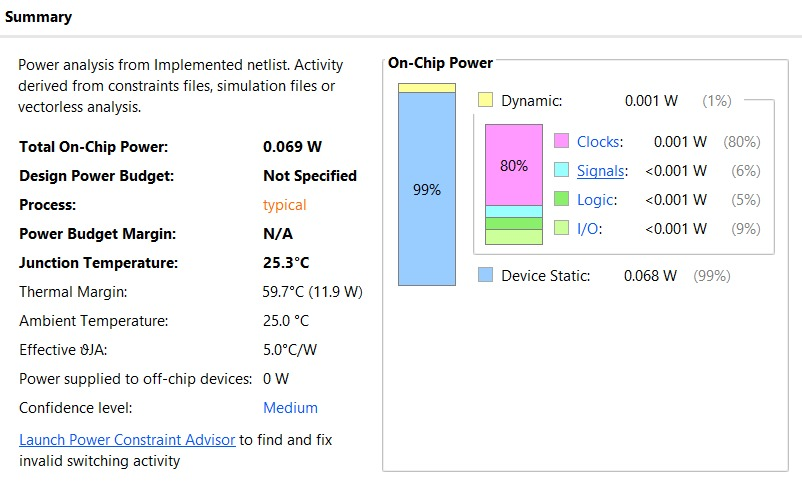 Summary
Power analysis from Implemented netlist. Activity
derived from constraints files, simulation files or
vectorless analysis.
Total On-Chip Power: 0.069 W
Design Power Budget: Not Specified
Process: typical
Power Budget Margin: N/A
Junction Temperature: 25.3°C
Thermal Margin: 59.7°C (11.9 W)
Ambient Temperature: 25.0 °C
Effective ϑJA: 5.0°C/W
Power supplied to off-chip devices: 0 W
Confidence level: Medium
Launch Power Constraint Advisor to find and fix
invalid switching activity
On-Chip Power
Dynamic: 0.001 W (1%)
Clocks: 0.001 W (80%)
80%
Signals: <0.001 W (6%)
99%
Logic: <0.001 W (5%)
I/O: <0.001 W (9%)
Device Static: 0.068 W (99%)